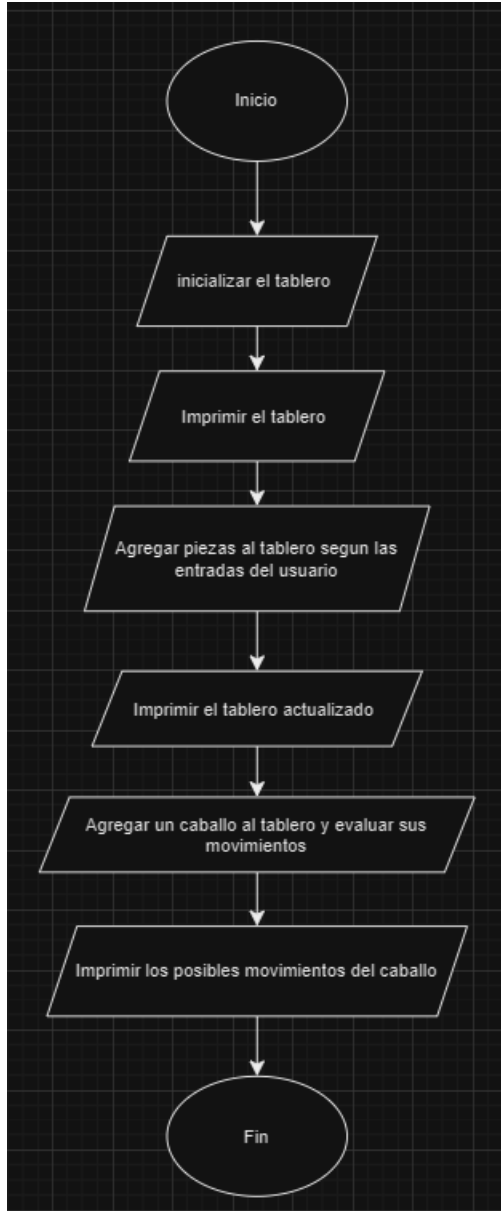 Inicio
inicializar el tablero
Imprimir el tablero
Agregar piezas al tablero segun las
entradas del usuario
Imprimir el tablero actualizado
Agregar un caballo al tablero y evaluar sus
movimientos
Imprimir los posibles movimientos del caballo
Fin